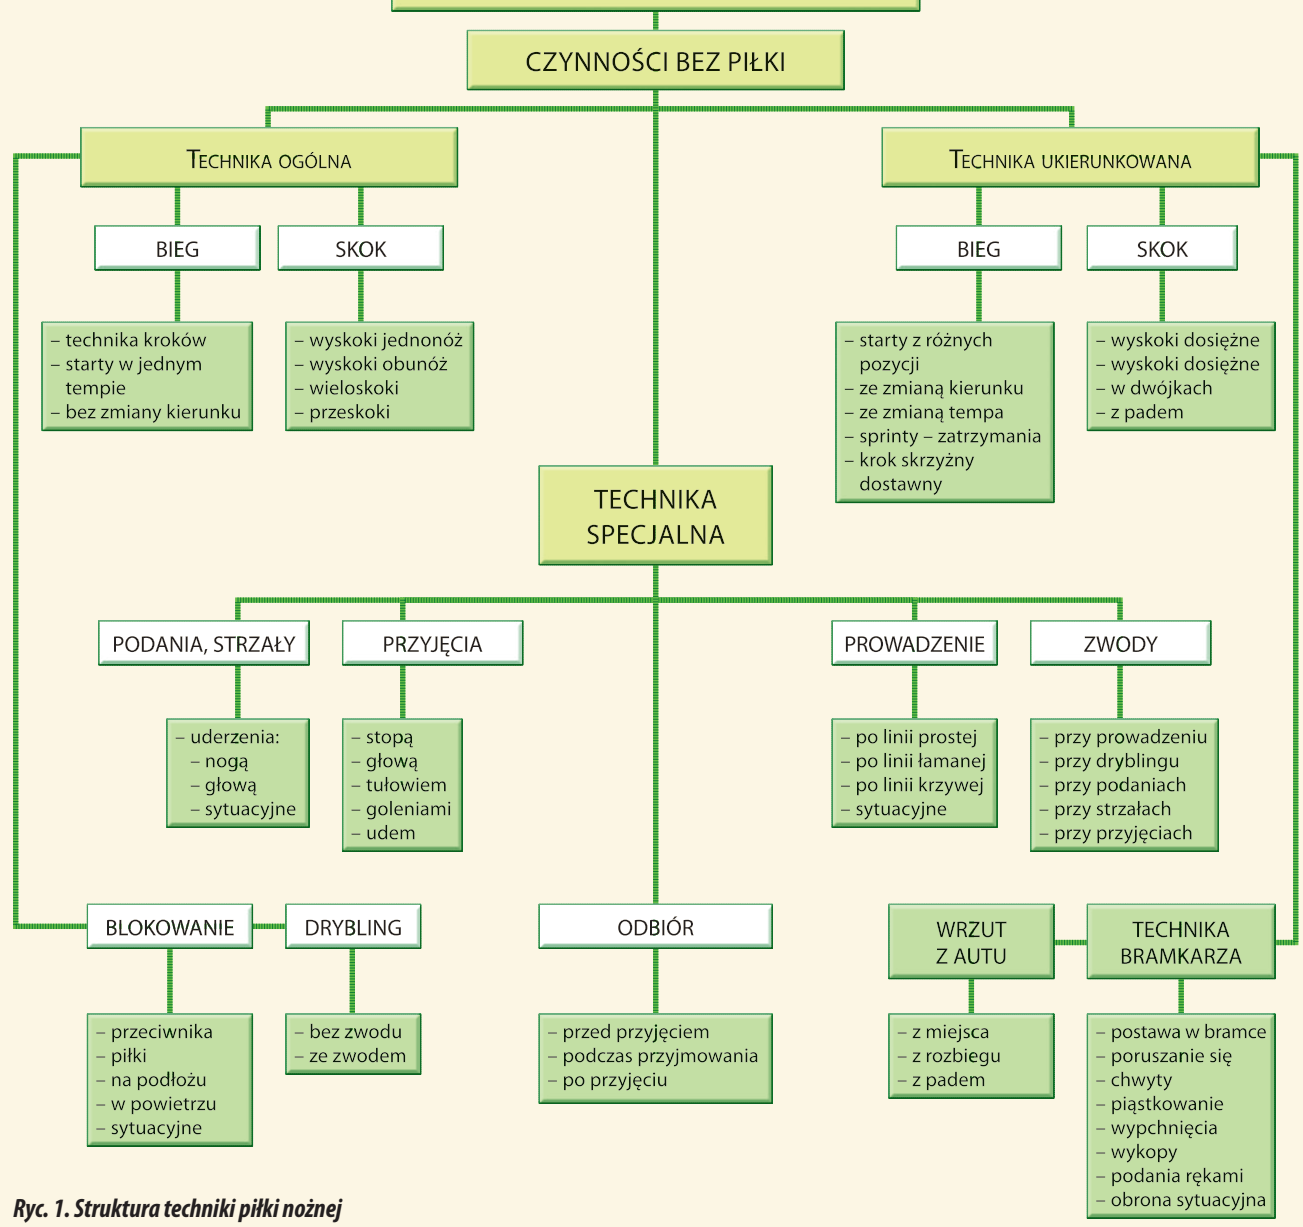 CZYNNOŚCI BEZ PIŁKI
Technika ogólna
Technika ukierunkowana
BIEG
SKOK
BIEG
SKOK
– technika kroków
– starty w jednym
tempie
– bez zmiany kierunku
– wyskoki jednonóż
– wyskoki obunóż
– wieloskoki
– przeskoki
– starty z różnych
pozycji
– ze zmianą kierunku
– ze zmianą tempa
– sprinty – zatrzymania
– krok skrzyżny
dostawny
– wyskoki dosiężne
– wyskoki dosiężne
– w dwójkach
– z padem
TECHNIKA
SPECJALNA
PODANIA, STRZAŁY
PRZYJĘCIA
PROWADZENIE
ZWODY
– uderzenia:
– nogą
– głową
– sytuacyjne
– stopą
– głową
– tułowiem
– goleniami
– udem
– po linii prostej
– po linii łamanej
– po linii krzywej
– sytuacyjne
– przy prowadzeniu
– przy dryblingu
– przy podaniach
– przy strzałach
– przy przyjęciach
BLOKOWANIE
DRYBLING
ODBIÓR
WRZUT
Z AUTU
TECHNIKA
BRAMKARZA
– przeciwnika
– piłki
– na podłożu
– w powietrzu
– sytuacyjne
– bez zwodu
– ze zwodem
– przed przyjęciem
– podczas przyjmowania
– po przyjęciu
– z miejsca
– z rozbiegu
– z padem
– postawa w bramce
– poruszanie się
– chwyty
– piąstkowanie
– wypchnięcia
– wykopy
– podania rękami
– obrona sytuacyjna
Ryc. 1. Struktura techniki piłki nożnej